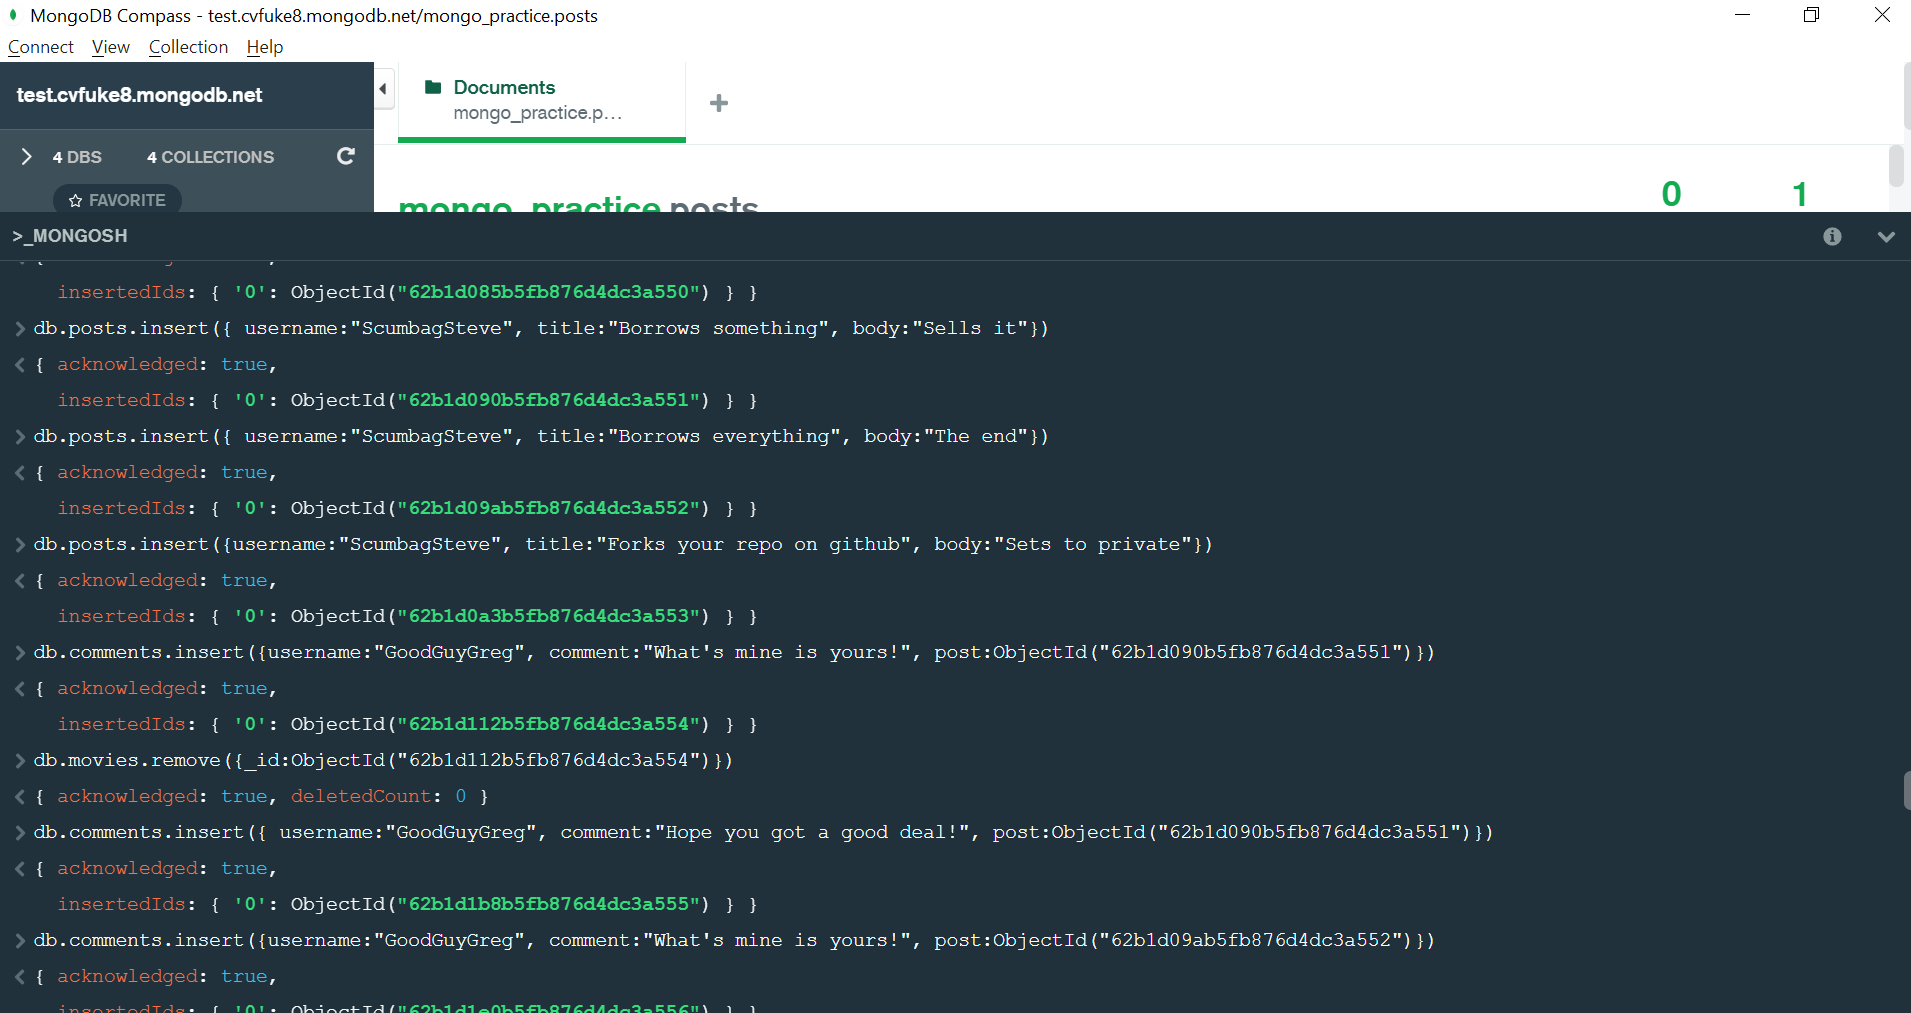 MongoDB Compass - test.cvfuke8.mongodb.net/mongo_practice.posts
Connect View Collection Help
test.cvfuke8.mongodb.net
Documents
mongo_practice.p...
4 DBS 4 COLLECTIONS
FAVORITE
mongo_practice.posts
0 1
>_MONGOSH
insertedIds: { '0': ObjectId("62b1d085b5fb876d4dc3a550") } }
db.posts.insert({ username:"ScumbagSteve", title:"Borrows something", body:"Sells it"})
{ acknowledged: true,
insertedIds: { '0': ObjectId("62b1d090b5fb876d4dc3a551") } }
db.posts.insert({ username:"ScumbagSteve", title:"Borrows everything", body:"The end"})
{ acknowledged: true,
insertedIds: { '0': ObjectId("62b1d09ab5fb876d4dc3a552") } }
db.posts.insert({username:"ScumbagSteve", title:"Forks your repo on github", body:"Sets to private"})
{ acknowledged: true,
insertedIds: { '0': ObjectId("62b1d0a3b5fb876d4dc3a553") } }
db.comments.insert({username:"GoodGuyGreg", comment:"What's mine is yours!", post:ObjectId("62b1d090b5fb876d4dc3a551")})
{ acknowledged: true,
insertedIds: { '0': ObjectId("62b1d112b5fb876d4dc3a554") } }
db.movies.remove({_id:ObjectId("62b1d112b5fb876d4dc3a554")})
{ acknowledged: true, deletedCount: 0 }
db.comments.insert({ username:"GoodGuyGreg", comment:"Hope you got a good deal!", post:ObjectId("62b1d090b5fb876d4dc3a551")})
{ acknowledged: true,
insertedIds: { '0': ObjectId("62b1d1b8b5fb876d4dc3a555") } }
db.comments.insert({username:"GoodGuyGreg", comment:"What's mine is yours!", post:ObjectId("62b1d09ab5fb876d4dc3a552")})
{ acknowledged: true,
insertedIds: { '0': ObjectId("62b1d1e0b5fb876d4dc3a556") } }